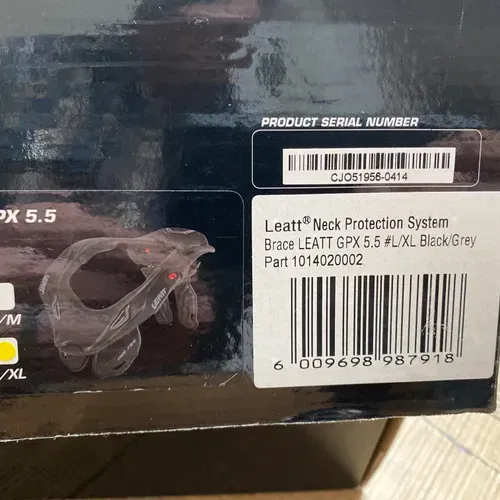 PRODUCT SERIAL NUMBER
CJO51956-0414
PX 5.5
/M
/XL
Leatt® Neck Protection System
Brace LEATT GPX 5.5 #L/XL Black/Grey
Part 1014020002
6 009698 987918